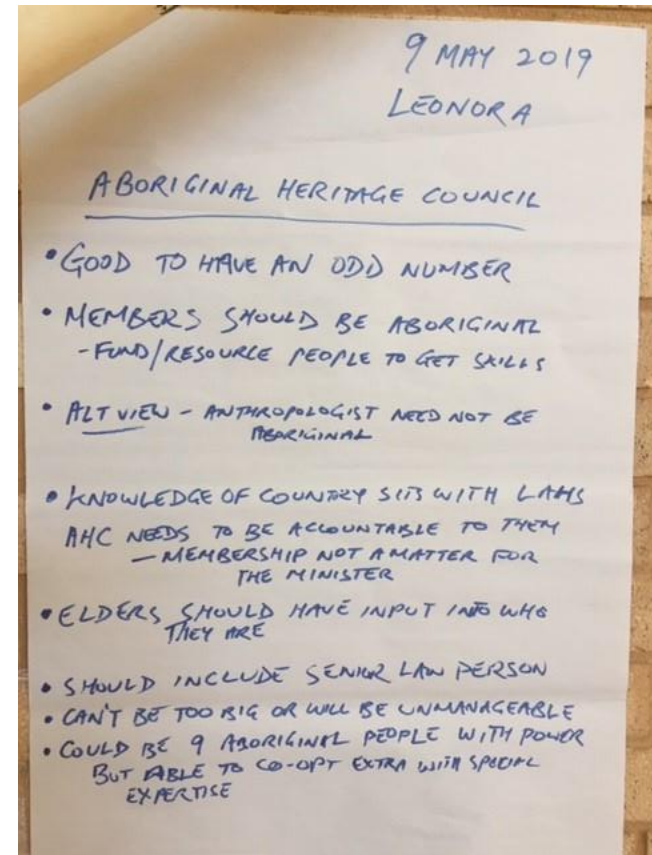 9 MAY 2019
LEONORA
ABORIGINAL HERITAGE COUNCIL
• GOOD TO HAVE AN ODD NUMBER
• MEMBERS SHOULD BE ABORIGINAL
- FUND/RESOURCE PEOPLE TO GET SKILLS
• ALT VIEW - ANTHROPOLOGIST NEED NOT BE
ABORIGINAL
• KNOWLEDGE OF COUNTRY SITS WITH LAHS
AHC NEEDS TO BE ACCOUNTABLE TO THEM
- MEMBERSHIP NOT A MATTER FOR
THE MINISTER
• ELDERS SHOULD HAVE INPUT INTO WHO
THEY ARE
• SHOULD INCLUDE SENIOR LAW PERSON
• CAN'T BE TOO BIG OR WILL BE UNMANAGEABLE
• COULD BE 9 ABORIGINAL PEOPLE WITH POWER
BUT ABLE TO CO-OPT EXTRA WITH SPECIAL
EXPERTISE